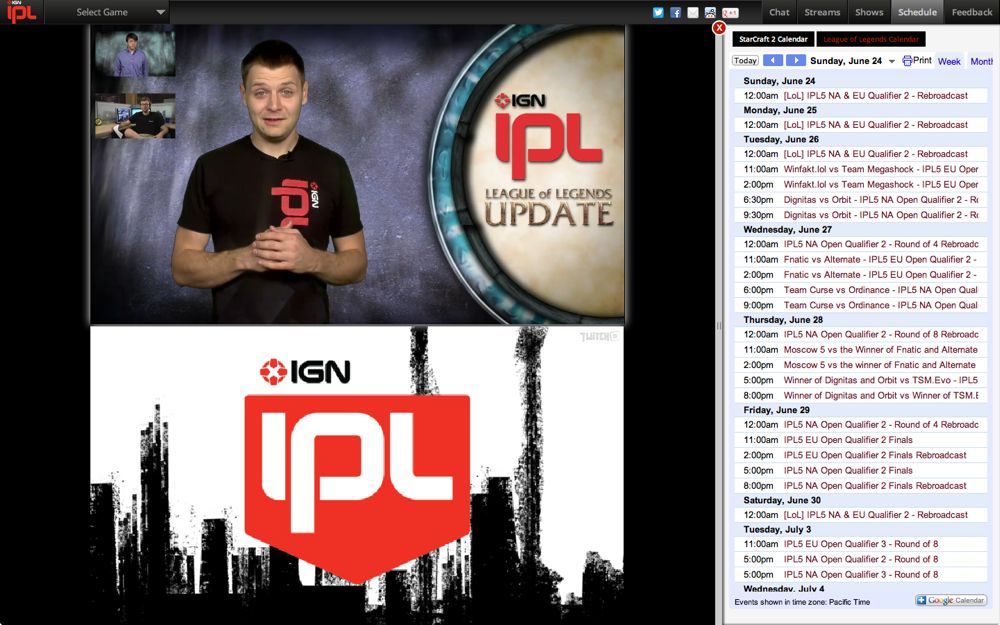 IGN
IPL
Select Game
Chat
Streams
Shows
Schedule
Feedback
+1
X
IGN
IPL
IGN
IPL
LEAGUE of LEGENDS
UPDATE
TWITCH
IGN
IPL
StarCraft 2 Calendar
League of Legends Calendar
Today
Sunday, June 24
Print
Week
Month
Sunday, June 24
12:00am [LoL] IPL5 NA & EU Qualifier 2 - Rebroadcast
Monday, June 25
12:00am [LoL] IPL5 NA & EU Qualifier 2 - Rebroadcast
Tuesday, June 26
12:00am [LoL] IPL5 NA & EU Qualifier 2 - Rebroadcast
11:00am Winfakt.lol vs Team Megashock - IPL5 EU Oper
2:00pm Winfakt.lol vs Team Megashock - IPL5 EU Oper
6:30pm Dignitas vs Orbit - IPL5 NA Open Qualifier 2 - Re
9:30pm Dignitas vs Orbit - IPL5 NA Open Qualifier 2 - Re
Wednesday, June 27
12:00am IPL5 NA Open Qualifier 2 - Round of 4 Rebroadc
11:00am Fnatic vs Alternate - IPL5 EU Open Qualifier 2 -
2:00pm Fnatic vs Alternate - IPL5 EU Open Qualifier 2 -
6:00pm Team Curse vs Ordinance - IPL5 NA Open Qual
9:00pm Team Curse vs Ordinance - IPL5 NA Open Qual
Thursday, June 28
12:00am IPL5 NA Open Qualifier 2 - Round of 8 Rebroadc
11:00am Moscow 5 vs the Winner of Fnatic and Alternate
2:00pm Moscow 5 vs the winner of Fnatic and Alternate
5:00pm Winner of Dignitas and Orbit vs TSM.Evo - IPL5
8:00pm Winner of Dignitas and Orbit vs Winner of TSM.E
Friday, June 29
12:00am IPL5 NA Open Qualifier 2 - Round of 4 Rebroadc
11:00am IPL5 EU Open Qualifier 2 Finals
2:00pm IPL5 EU Open Qualifier 2 Finals Rebroadcast
5:00pm IPL5 NA Open Qualifier 2 Finals
8:00pm IPL5 NA Open Qualifier 2 Finals Rebroadcast
Saturday, June 30
12:00am [LoL] IPL5 NA & EU Qualifier 2 - Rebroadcast
Tuesday, July 3
11:00am IPL5 EU Open Qualifier 3 - Round of 8
5:00pm IPL5 NA Open Qualifier 2 - Round of 8
5:00pm IPL5 NA Open Qualifier 3 - Round of 8
Wednesday, July 4
Events shown in time zone: Pacific Time
Google Calendar